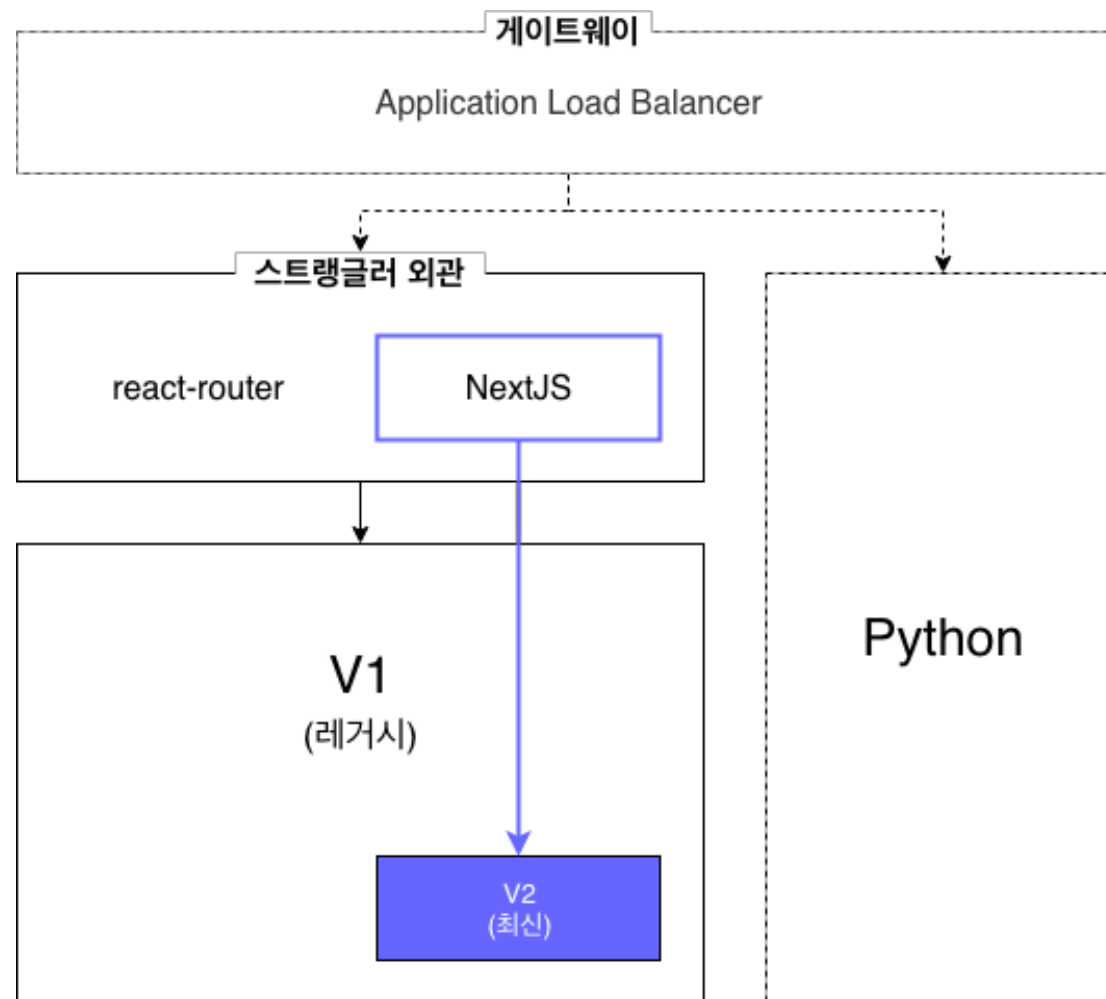 게이트웨이
Application Load Balancer
스트랭글러 외관
react-router
NextJS
V1
(레거시)
Python
V2
(최신)